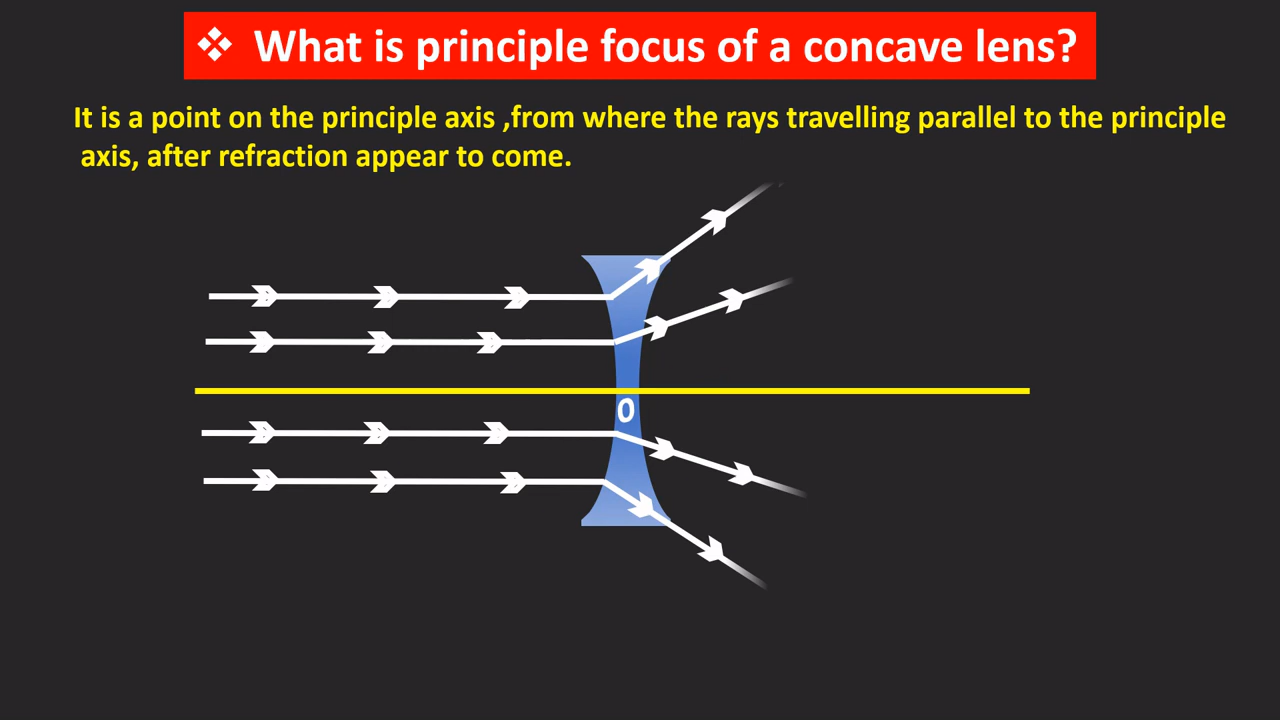 ❖ What is principle focus of a concave lens?
It is a point on the principle axis ,from where the rays travelling parallel to the principle
axis, after refraction appear to come.
O